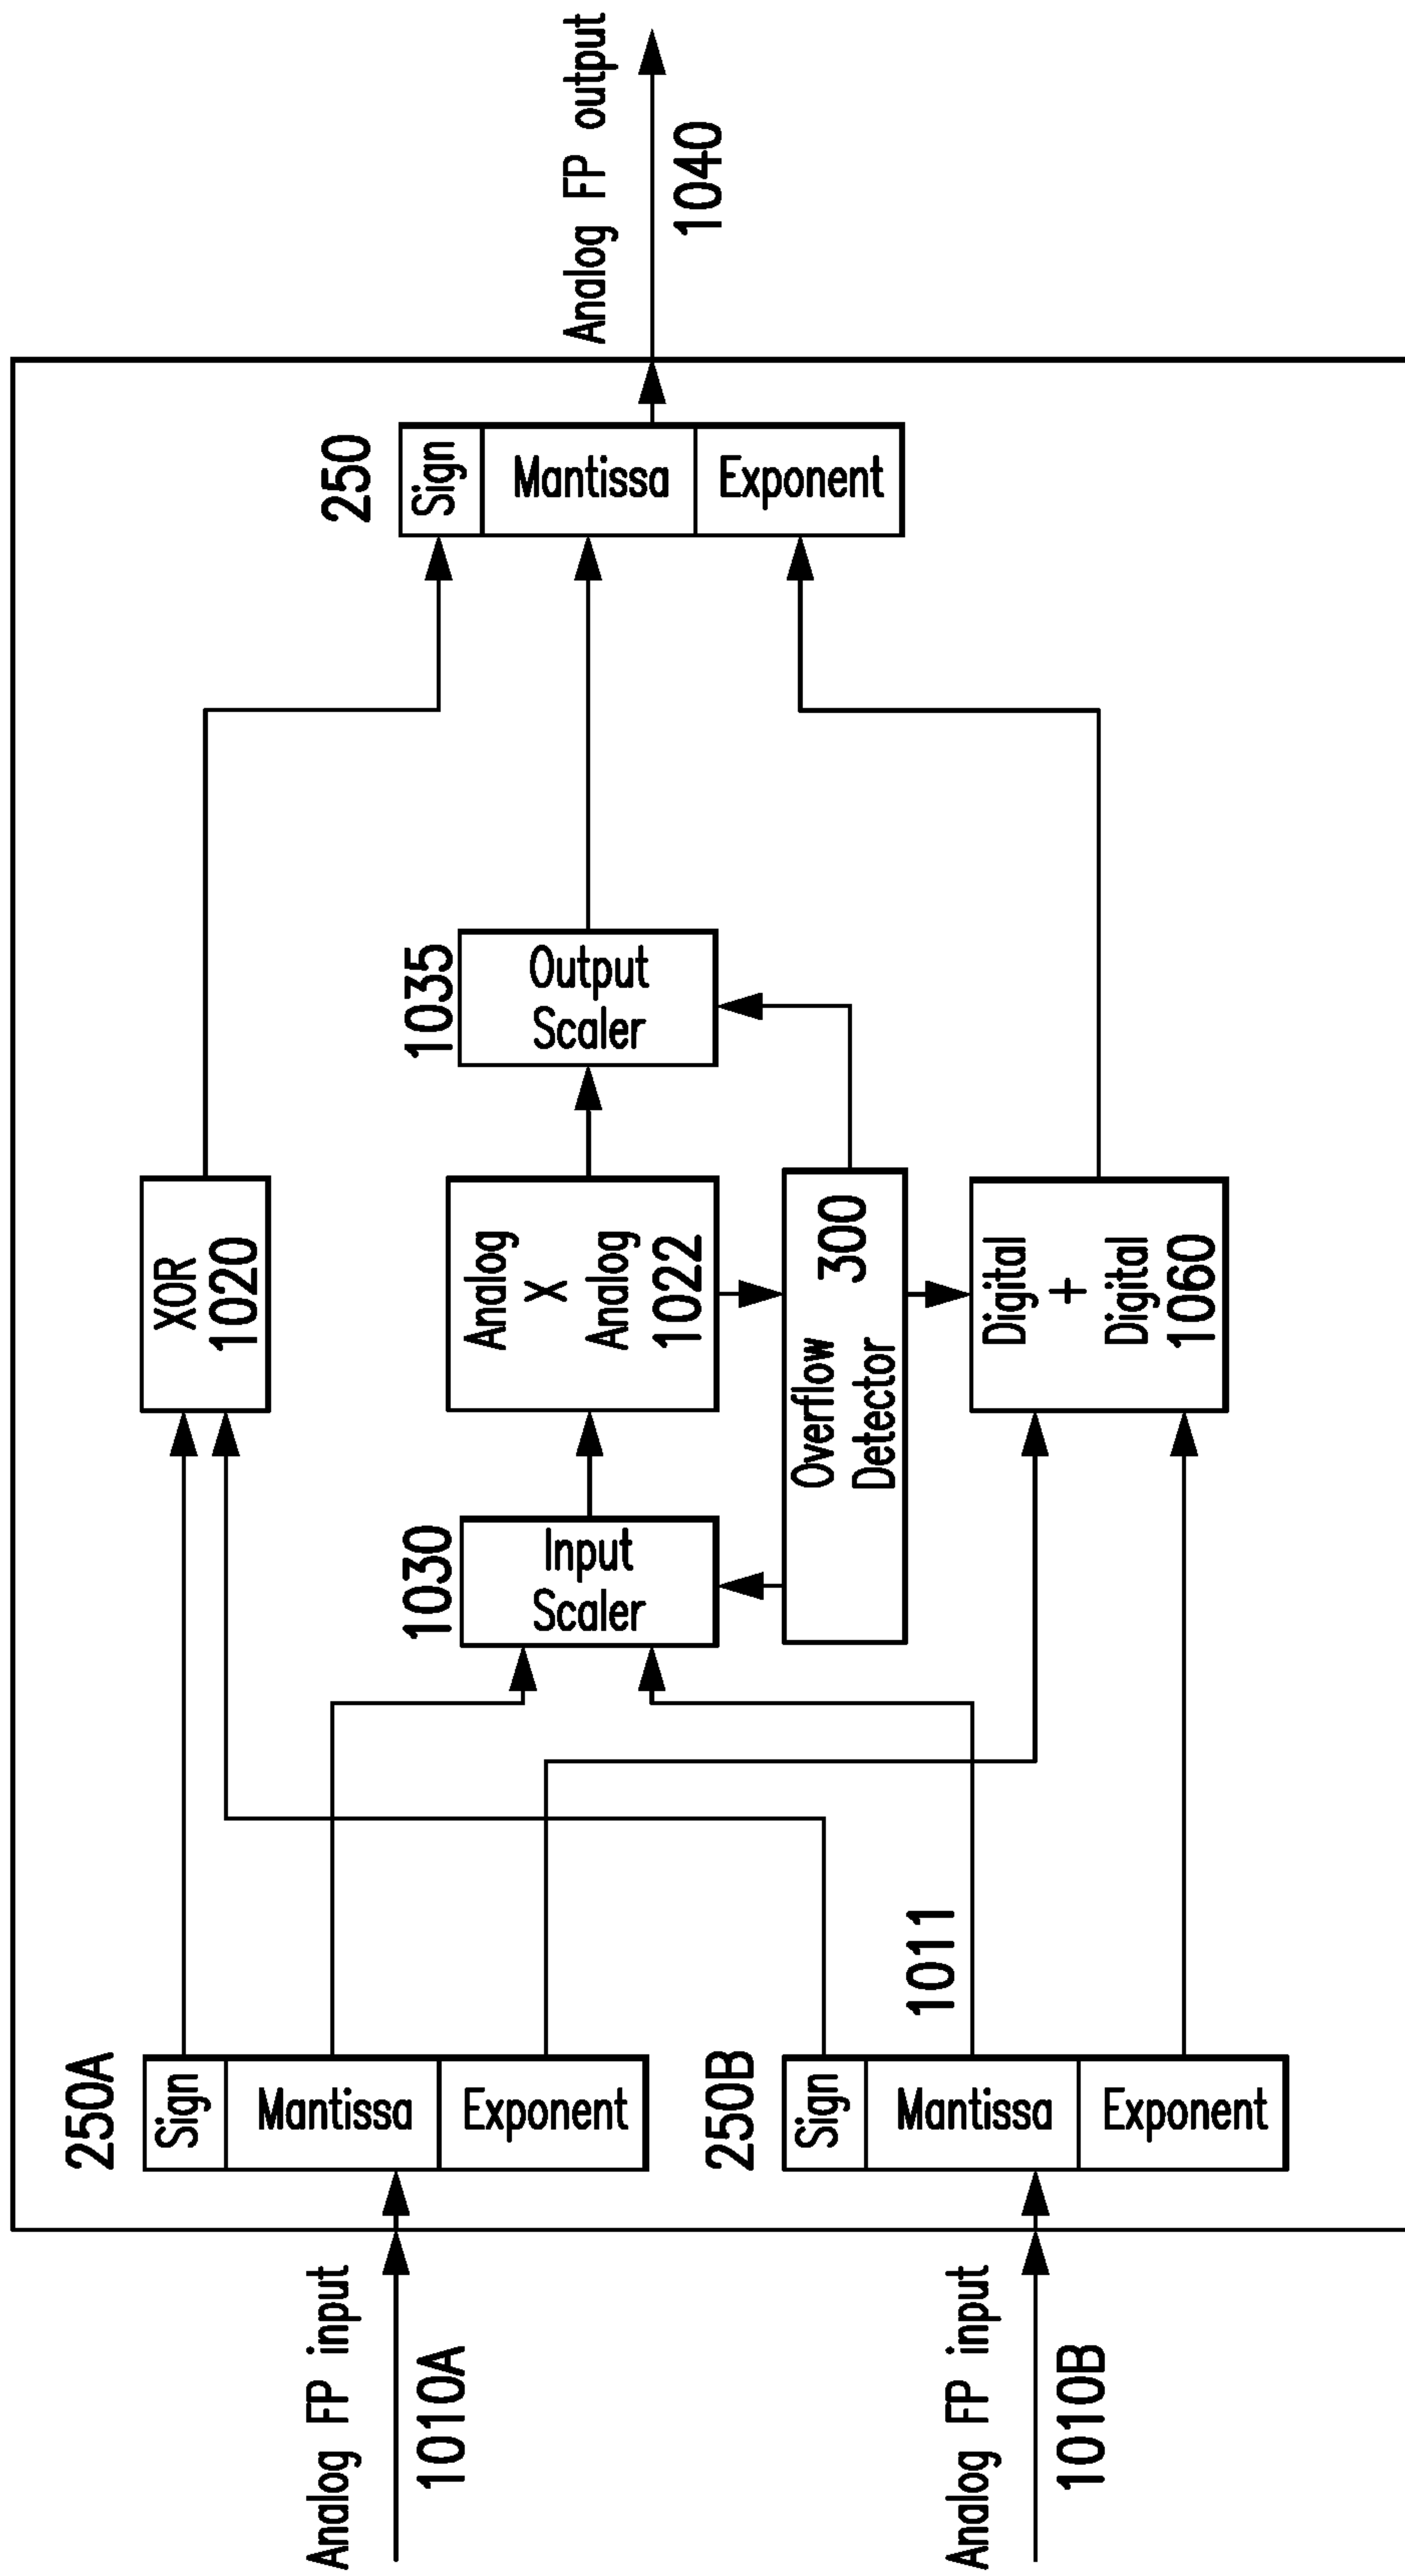 Analog FP input
1010A
Analog FP input
1010B
250A
Sign
Mantissa
Exponent
250B
Sign
Mantissa
Exponent
1011
XOR
1020
1030
Input
Scaler
Analog
X
Analog
1022
1035
Output
Scaler
Overflow
Detector
300
Digital
+
Digital
1060
250
Sign
Mantissa
Exponent
Analog FP output
1040